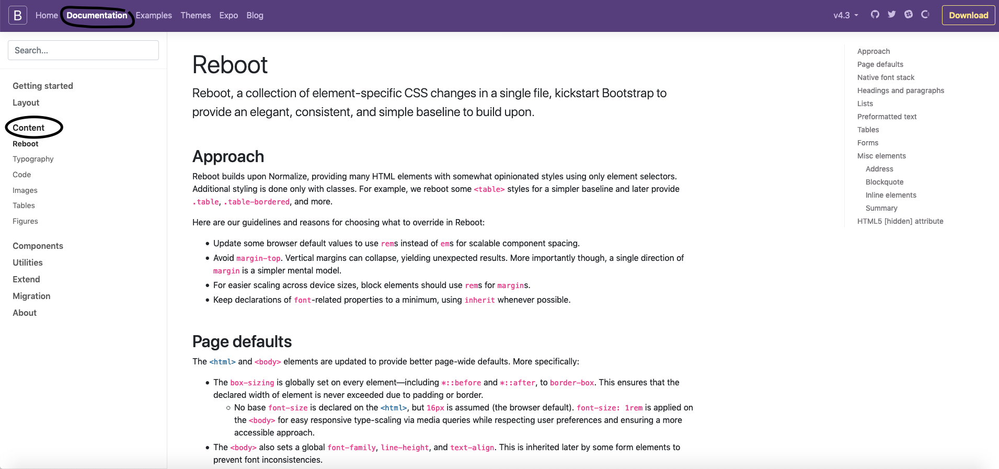 B Home Documentation Examples Themes Expo Blog v4.3 Download
Search...
Getting started
Layout
Content
Reboot
Typography
Code
Images
Tables
Figures
Components
Utilities
Extend
Migration
About
Reboot
Reboot, a collection of element-specific CSS changes in a single file, kickstart Bootstrap to
provide an elegant, consistent, and simple baseline to build upon.
Approach
Reboot builds upon Normalize, providing many HTML elements with somewhat opinionated styles using only element selectors.
Additional styling is done only with classes. For example, we reboot some <table> styles for a simpler baseline and later provide
.table, .table-bordered, and more.
Here are our guidelines and reasons for choosing what to override in Reboot:
• Update some browser default values to use rems instead of ems for scalable component spacing.
• Avoid margin-top. Vertical margins can collapse, yielding unexpected results. More importantly though, a single direction of
margin is a simpler mental model.
• For easier scaling across device sizes, block elements should use rems for margins.
• Keep declarations of font-related properties to a minimum, using inherit whenever possible.
Page defaults
The <html> and <body> elements are updated to provide better page-wide defaults. More specifically:
• The box-sizing is globally set on every element—including *::before and *::after, to border-box. This ensures that the
declared width of element is never exceeded due to padding or border.
○ No base font-size is declared on the <html>, but 16px is assumed (the browser default). font-size: 1rem is applied on
the <body> for easy responsive type-scaling via media queries while respecting user preferences and ensuring a more
accessible approach.
• The <body> also sets a global font-family, line-height, and text-align. This is inherited later by some form elements to
prevent font inconsistencies.
Approach
Page defaults
Native font stack
Headings and paragraphs
Lists
Preformatted text
Tables
Forms
Misc elements
Address
Blockquote
Inline elements
Summary
HTML5 [hidden] attribute